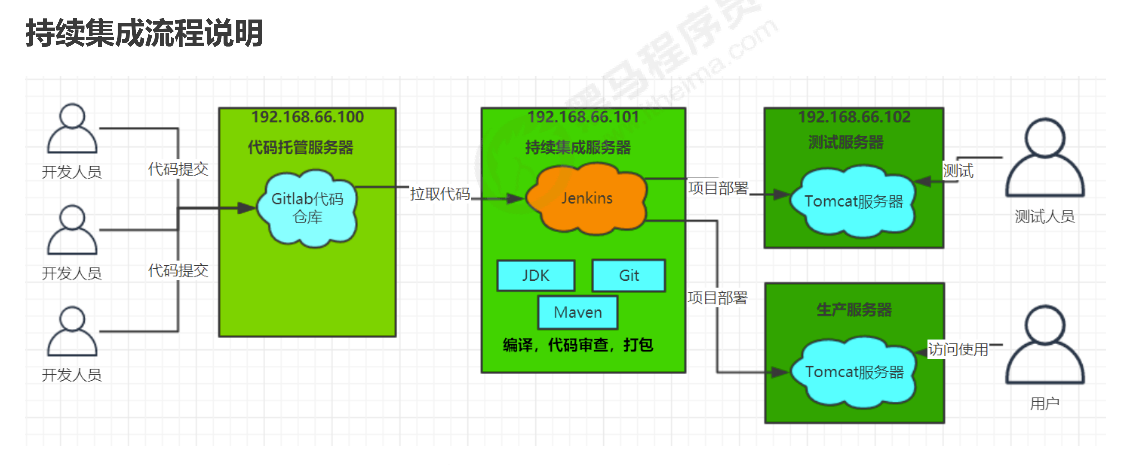 持续集成流程说明
黑马程序员
192.168.66.100
代码托管服务器
Gitlab代码
仓库
192.168.66.101
持续集成服务器
Jenkins
JDK
Git
Maven
编译，代码审查，打包
192.168.66.102
测试服务器
Tomcat服务器
生产服务器
Tomcat服务器
开发人员
开发人员
开发人员
代码提交
代码提交
拉取代码
项目部署
项目部署
测试
测试人员
访问使用
用户